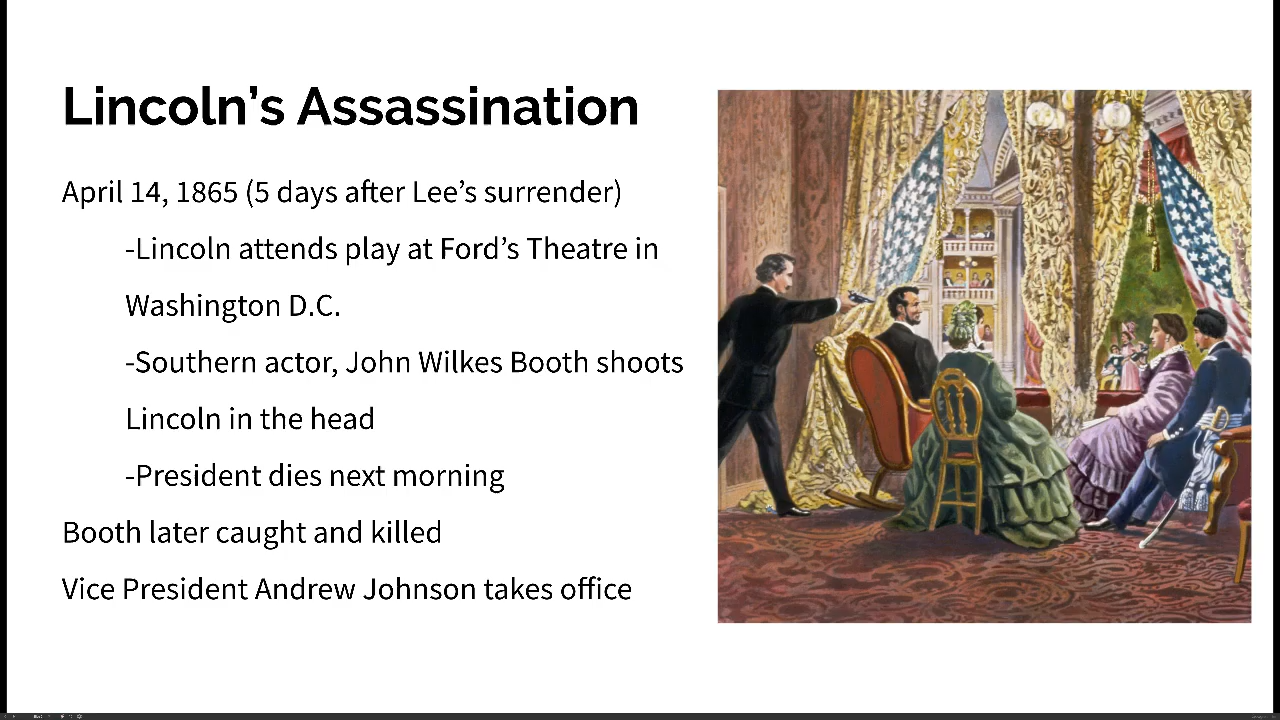 Lincoln’s Assassination
April 14, 1865 (5 days after Lee’s surrender)
-Lincoln attends play at Ford’s Theatre in
Washington D.C.
-Southern actor, John Wilkes Booth shoots
Lincoln in the head
-President dies next morning
Booth later caught and killed
Vice President Andrew Johnson takes office